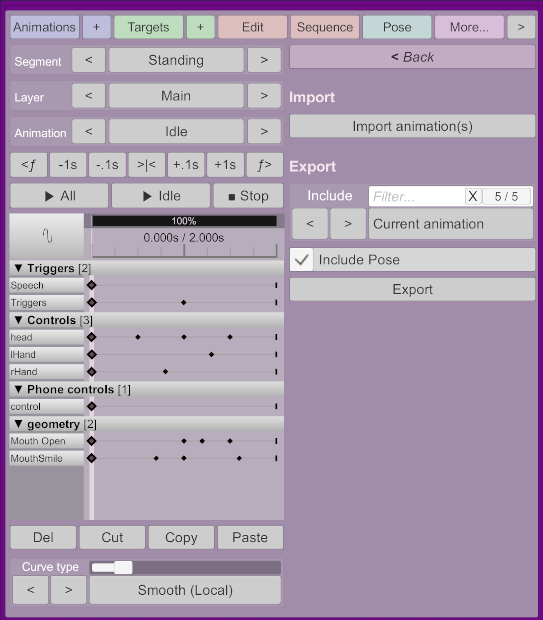 Animations + Targets + Edit Sequence Pose More... >
Segment < Standing >
Layer < Main >
Animation < Idle >
<ƒ -1s -.1s >|< +.1s +1s ƒ>
▶ All ▶ Idle ■ Stop
100%
0.000s / 2.000s
▼ Triggers [2]
Speech
Triggers
▼ Controls [3]
head
lHand
rHand
▼ Phone controls [1]
control
▼ geometry [2]
Mouth Open
MouthSmile
Del Cut Copy Paste
Curve type
< > Smooth (Local)
< Back
Import
Import animation(s)
Export
Include Filter... X 5 / 5
< > Current animation
✓ Include Pose
Export